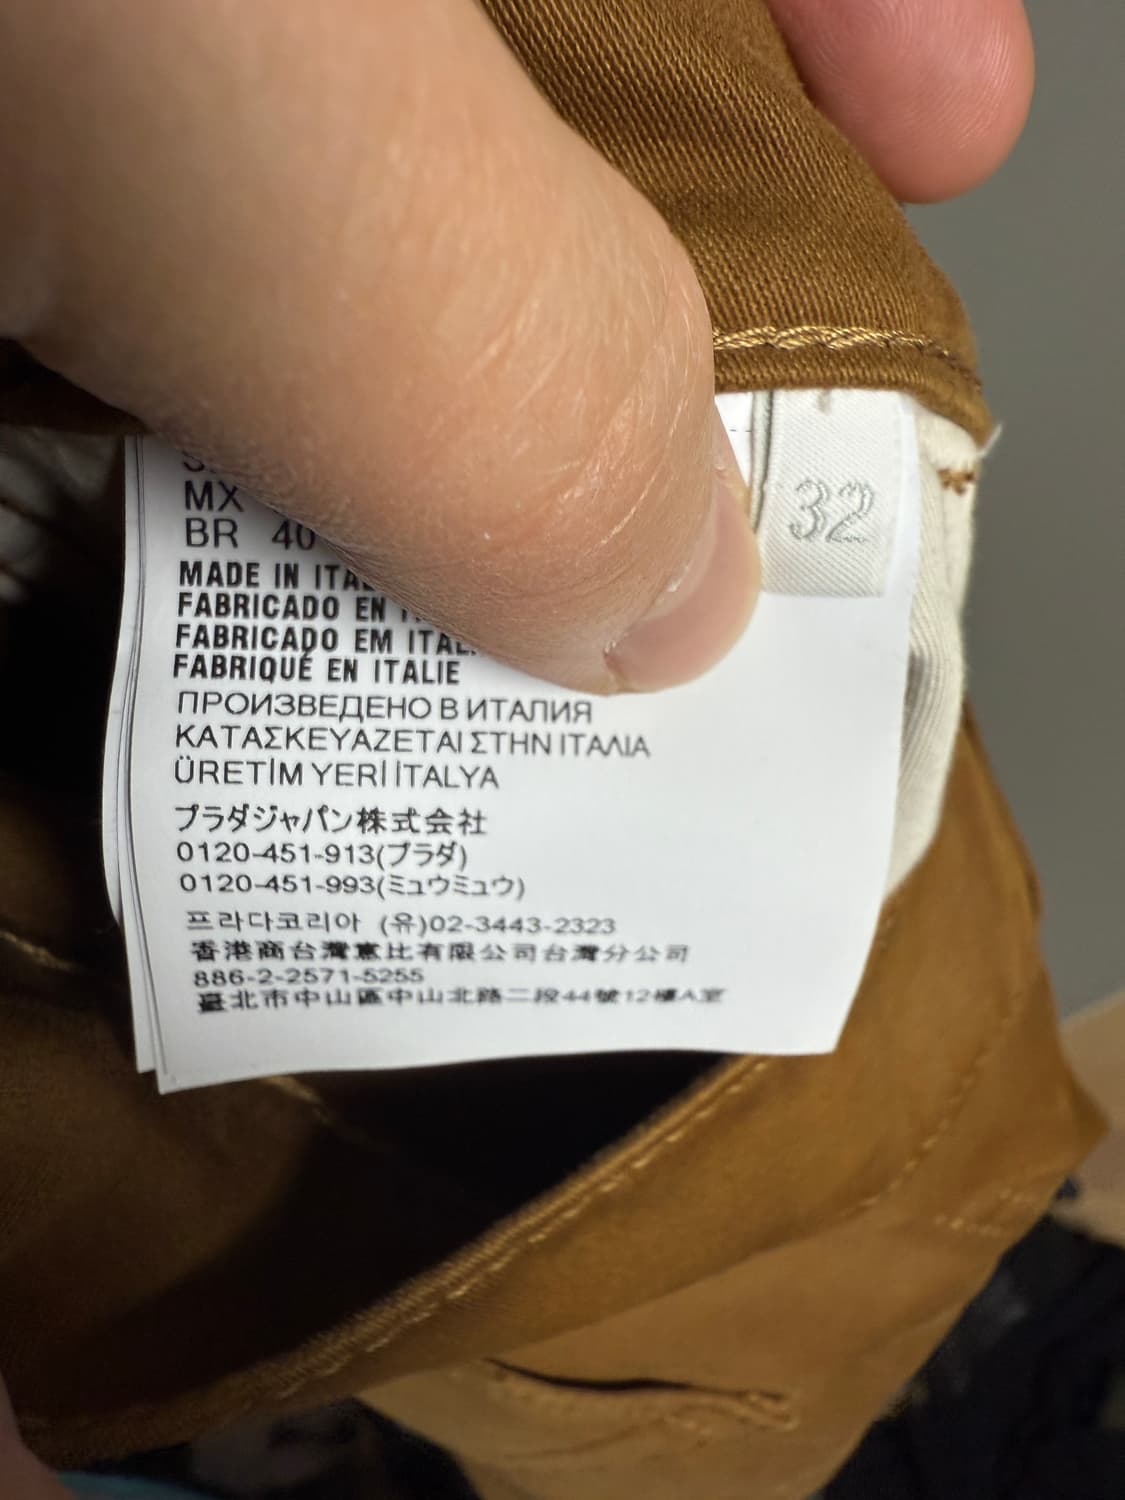 MX
BR 40
MADE IN ITAL
FABRICADO EN
FABRICADO EM ITAL
FABRIQUÉ EN ITALIE
ПРОИЗВЕДЕНО В ИТАЛИЯ
ΚΑΤΑΣΚΕΥΑΖΕΤΑΙ ΣΤΗΝ ΙΤΑΛΙΑ
ÜRETİM YERİ İTALYA
プラダジャパン株式会社
0120-451-913(プラダ)
0120-451-993(ミュウミュウ)
프라다코리아 (유)02-3443-2323
香港商台灣惠比有限公司台灣分公司
886-2-2571-5255
臺北市中山區中山北路二段44號12樓A室
32